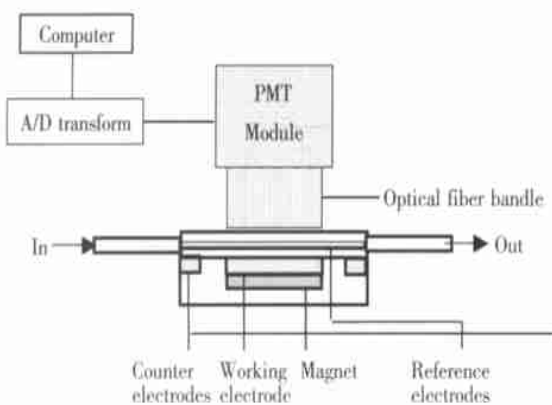 Computer
A/D transform
PMT
Module
Optical fiber bandle
In
Out
Counter
electrodes
Working
electrode
Magnet
Reference
electrodes